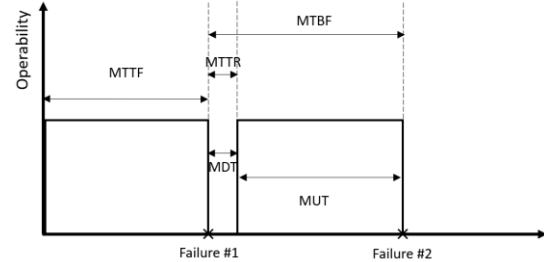 Operability
MTBF
MTTR
MTTF
MDT
MUT
Failure #1
Failure #2